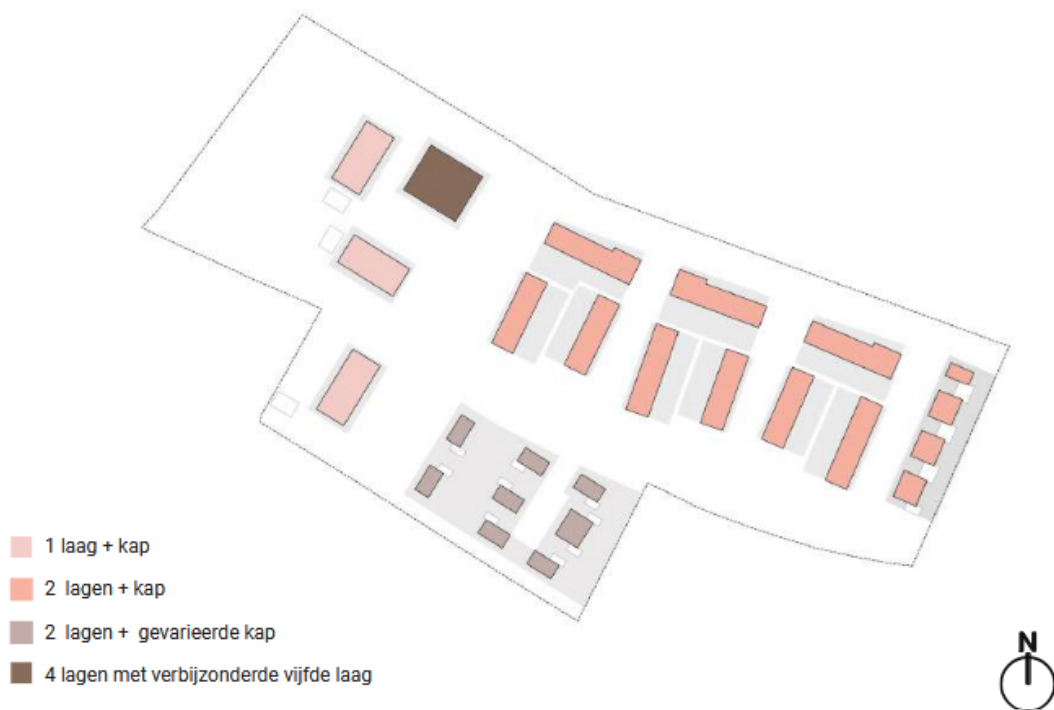 1 laag + kap
2 lagen + kap
2 lagen + gevarieerde kap
4 lagen met verbijzonderde vijfde laag
N